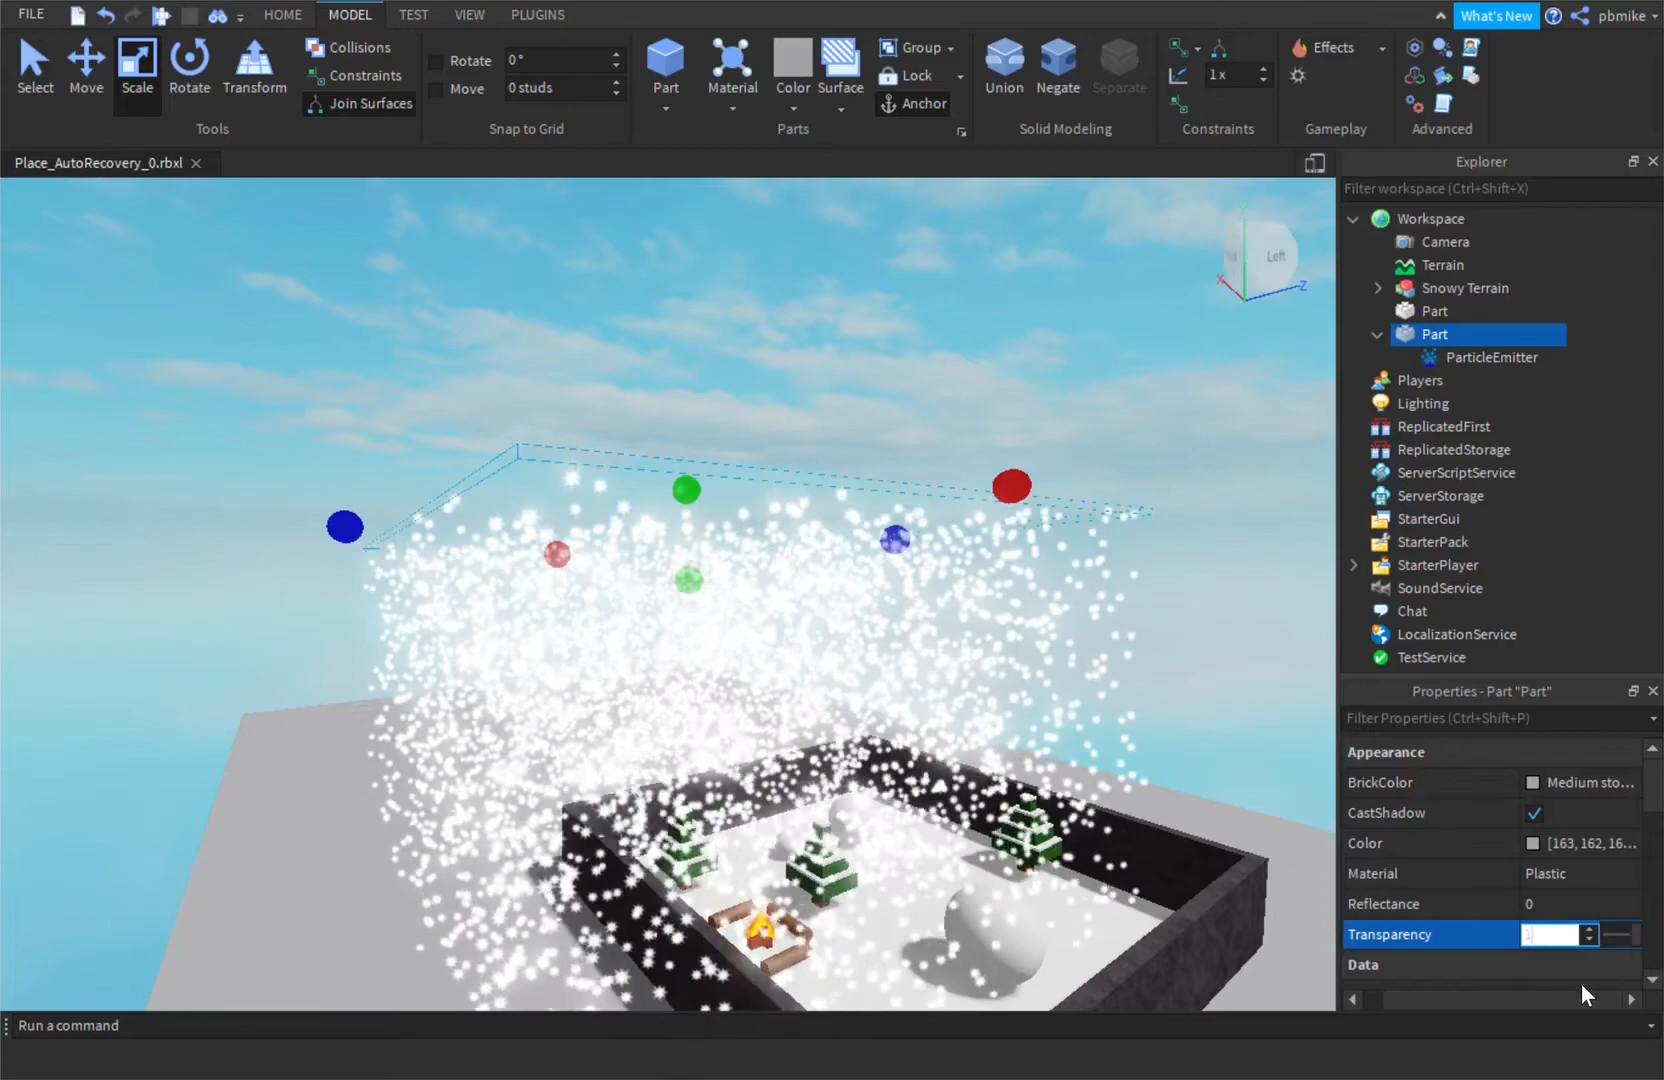 FILE
HOME
MODEL
TEST
VIEW
PLUGINS
What's New
pbmike
Select
Move
Scale
Rotate
Transform
Collisions
Constraints
Join Surfaces
Tools
Rotate
0 °
Move
0 studs
Snap to Grid
Part
Material
Color
Surface
Group
Lock
Anchor
Parts
Union
Negate
Separate
Solid Modeling
1 x
Constraints
Effects
Gameplay
Advanced
Place_AutoRecovery_0.rbxl
Explorer
Filter workspace (Ctrl+Shift+X)
Workspace
Camera
Terrain
Snowy Terrain
Part
Part
ParticleEmitter
Players
Lighting
ReplicatedFirst
ReplicatedStorage
ServerScriptService
ServerStorage
StarterGui
StarterPack
StarterPlayer
SoundService
Chat
LocalizationService
TestService
Left
X
Z
Properties - Part "Part"
Filter Properties (Ctrl+Shift+P)
Appearance
BrickColor
Medium sto...
CastShadow
Color
[163, 162, 16...
Material
Plastic
Reflectance
0
Transparency
Data
Run a command